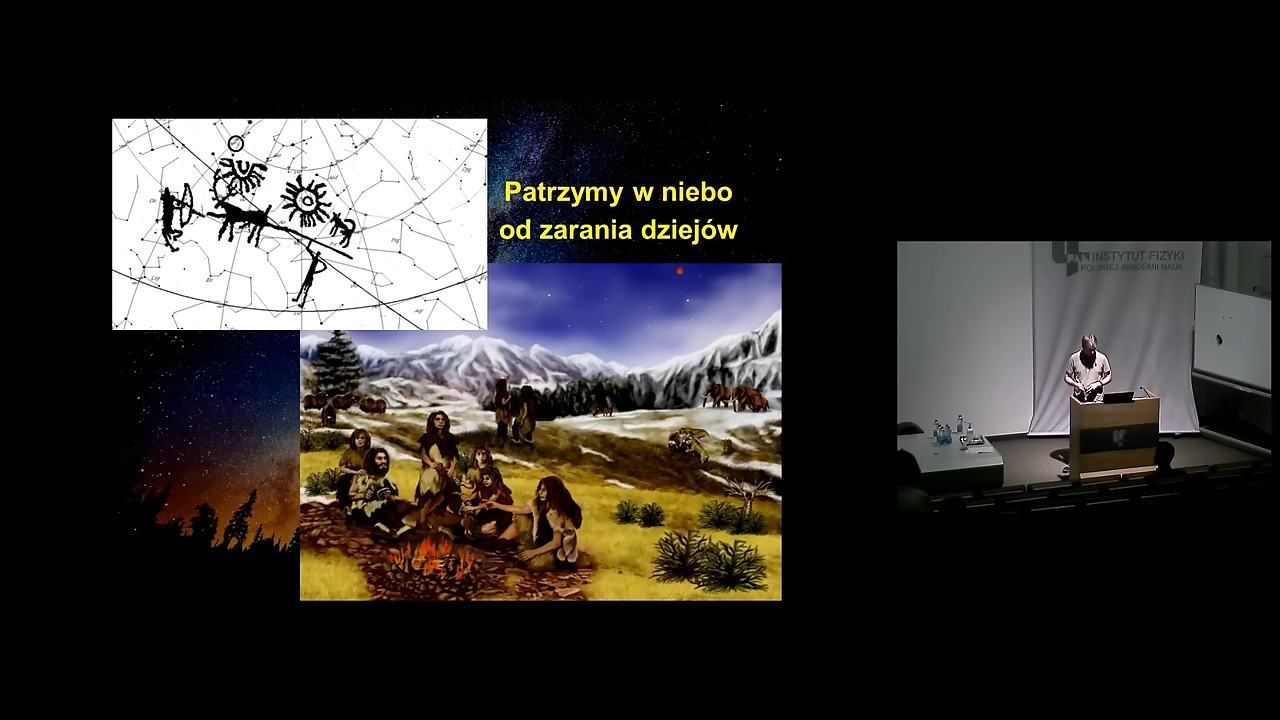 Patrzymy w niebo
od zarania dziejów
INSTYTUT FIZYKI
POLSKIEJ AKADEMII NAUK